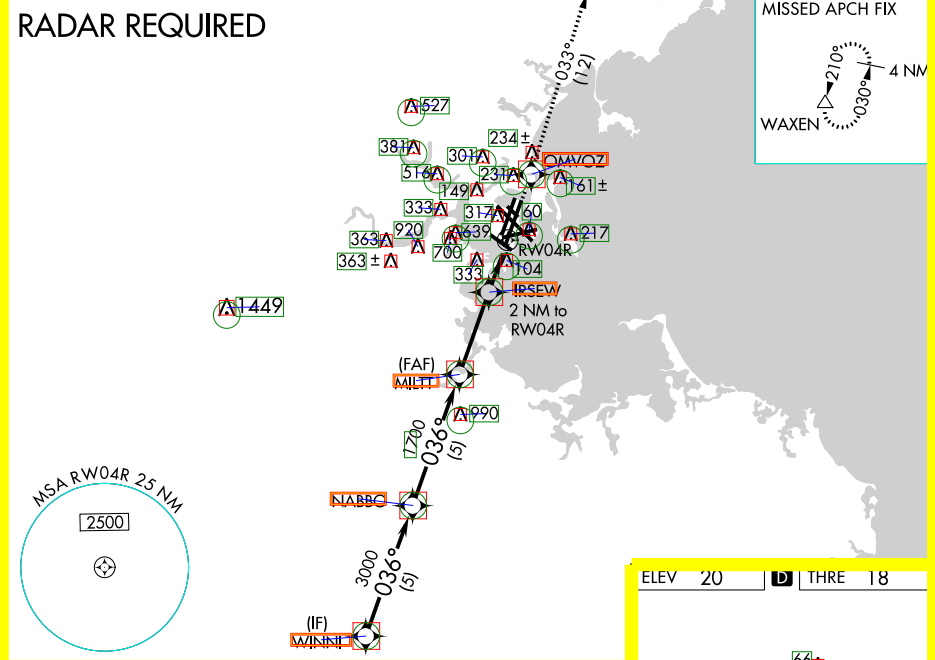 RADAR REQUIRED
MISSED APCH FIX
210°
4 NM
030°
WAXEN
033°
(12)
527
234 ±
381
301
OMVOZ
516
231
161 ±
149
333
317
60
920
639
217
363
RW04R
700
363 ±
333
104
IRSEW
2 NM to
RW04R
1449
(FAF)
MILTT
990
1700
036°
(5)
MSA RW04R 25 NM
2500
NABBO
3000
036°
(5)
(IF)
WINNI
ELEV 20
D
THRE 18
66